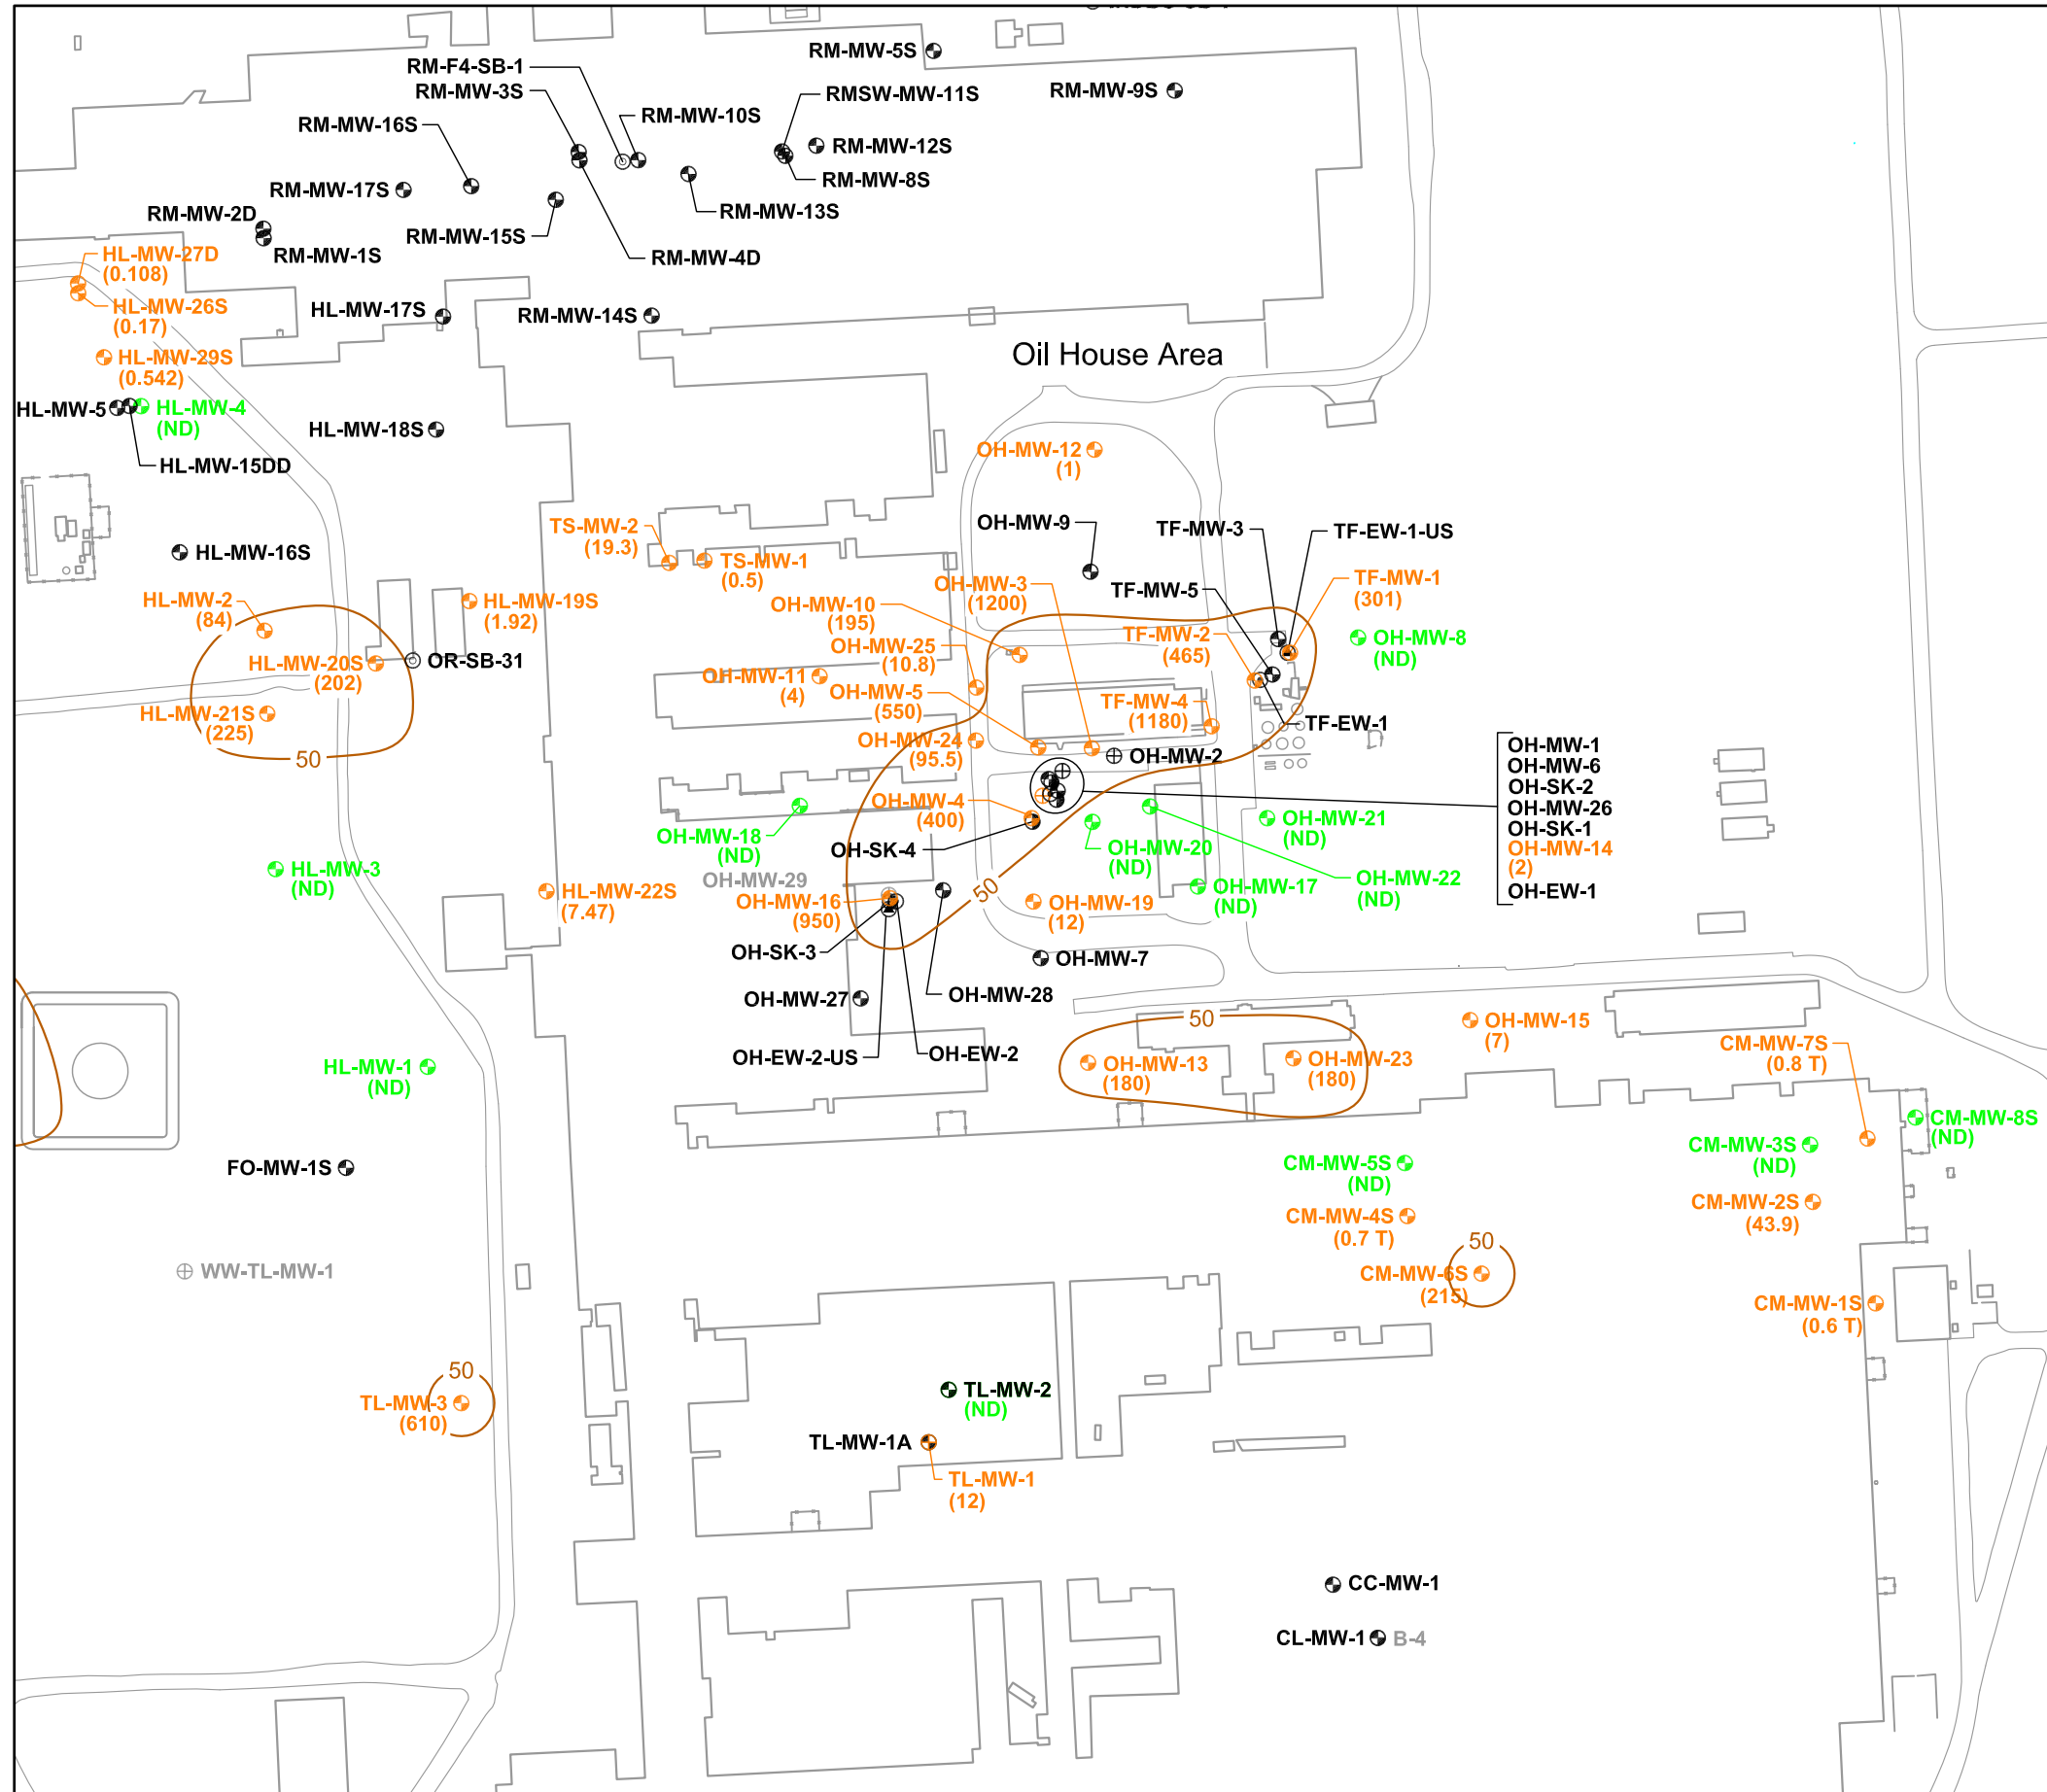 RM-MW-5S
RM-F4-SB-1
RM-MW-3S
RMSW-MW-11S
RM-MW-9S
RM-MW-10S
RM-MW-16S
RM-MW-12S
RM-MW-8S
RM-MW-17S
RM-MW-13S
RM-MW-2D
RM-MW-15S
RM-MW-1S
RM-MW-4D
HL-MW-27D
(0.108)
HL-MW-26S
(0.17)
HL-MW-17S
RM-MW-14S
HL-MW-29S
(0.542)
Oil House Area
HL-MW-5
HL-MW-4
(ND)
HL-MW-18S
HL-MW-15DD
OH-MW-12
(1)
TS-MW-2
(19.3)
OH-MW-9
TF-MW-3
TF-EW-1-US
HL-MW-16S
TS-MW-1
(0.5)
OH-MW-3
(1200)
TF-MW-5
TF-MW-1
(301)
HL-MW-2
(84)
HL-MW-19S
(1.92)
OH-MW-10
(195)
OH-MW-25
(10.8)
TF-MW-2
(465)
OH-MW-8
(ND)
HL-MW-20S
(202)
OR-SB-31
OH-MW-11
(4)
OH-MW-5
(550)
TF-MW-4
(1180)
HL-MW-21S
(225)
TF-EW-1
50
OH-MW-24
(95.5)
OH-MW-2
OH-MW-1
OH-MW-6
OH-SK-2
OH-MW-26
OH-SK-1
OH-MW-14
(2)
OH-EW-1
OH-MW-4
(400)
OH-MW-18
(ND)
OH-SK-4
OH-MW-20
(ND)
OH-MW-21
(ND)
HL-MW-3
(ND)
OH-MW-29
50
OH-MW-17
(ND)
OH-MW-22
(ND)
HL-MW-22S
(7.47)
OH-MW-16
(950)
OH-MW-19
(12)
OH-SK-3
OH-MW-7
OH-MW-27
OH-MW-28
50
OH-MW-15
(7)
OH-EW-2-US
OH-EW-2
HL-MW-1
(ND)
OH-MW-13
(180)
OH-MW-23
(180)
CM-MW-7S
(0.8 T)
CM-MW-8S
(ND)
FO-MW-1S
CM-MW-5S
(ND)
CM-MW-3S
(ND)
CM-MW-4S
(0.7 T)
CM-MW-2S
(43.9)
WW-TL-MW-1
50
CM-MW-6S
(215)
CM-MW-1S
(0.6 T)
50
TL-MW-3
(610)
TL-MW-2
(ND)
TL-MW-1A
TL-MW-1
(12)
CC-MW-1
CL-MW-1
B-4